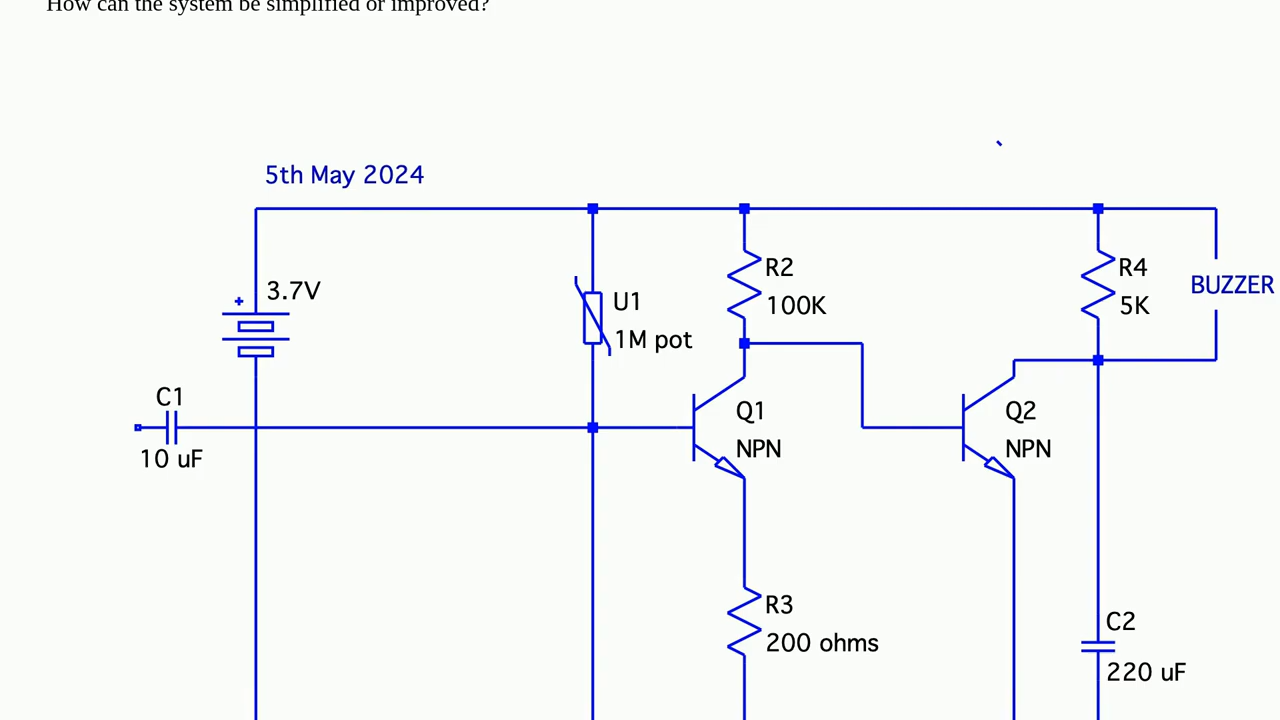 How can the system be simplified or improved?
5th May 2024
3.7V
C1
10 uF
U1
1M pot
R2
100K
Q1
NPN
R3
200 ohms
Q2
NPN
R4
5K
BUZZER
C2
220 uF